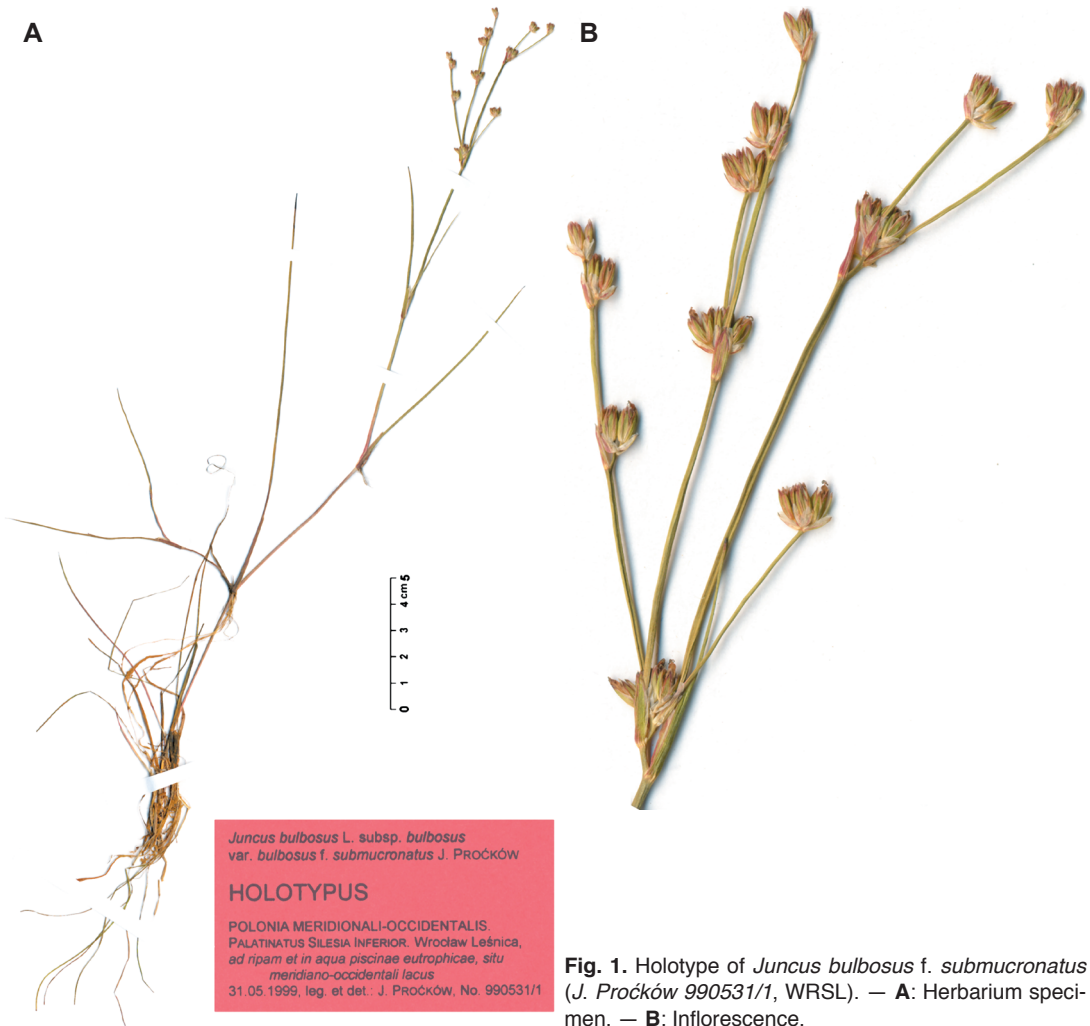 A
B
5
4 cm
3
2
1
0
Juncus bulbosus L. subsp. bulbosus
var. bulbosus f. submucronatus J. PROĆKÓW
HOLOTYPUS
POLONIA MERIDIONALI-OCCIDENTALIS.
PALATINATUS SILESIA INFERIOR. Wrocław Leśnica,
ad ripam et in aqua piscinae eutrophicae, situ
meridiano-occidentali lacus
31.05.1999, leg. et det.: J. PROĆKÓW, No. 990531/1
Fig. 1. Holotype of Juncus bulbosus f. submucronatus
(J. Proćków 990531/1, WRSL). — A: Herbarium speci-
men. — B: Inflorescence.